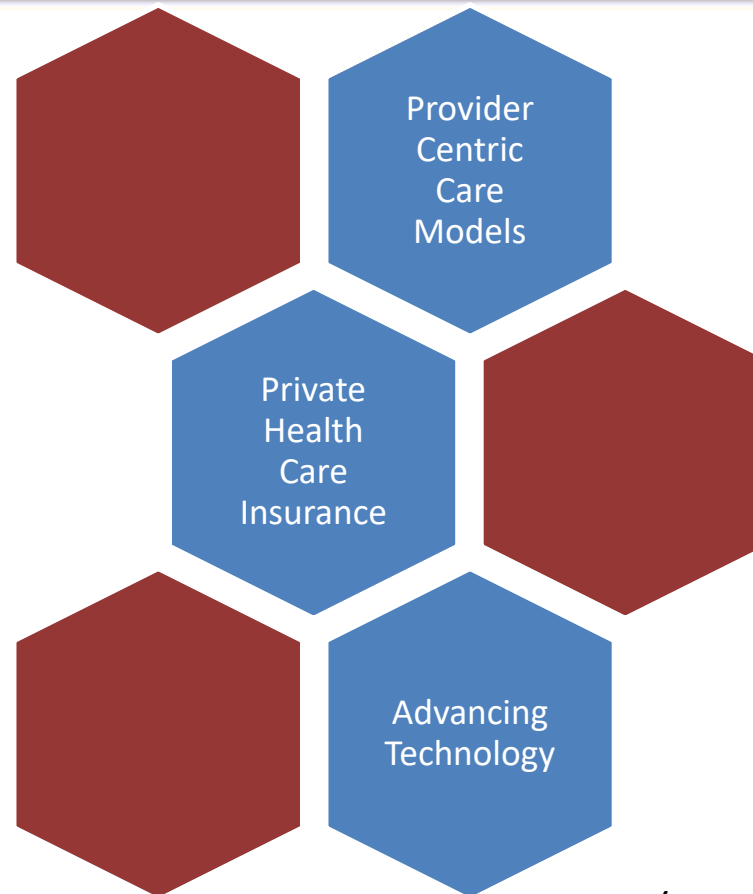 Provider
Centric
Care
Models
Private
Health
Care
Insurance
Advancing
Technology